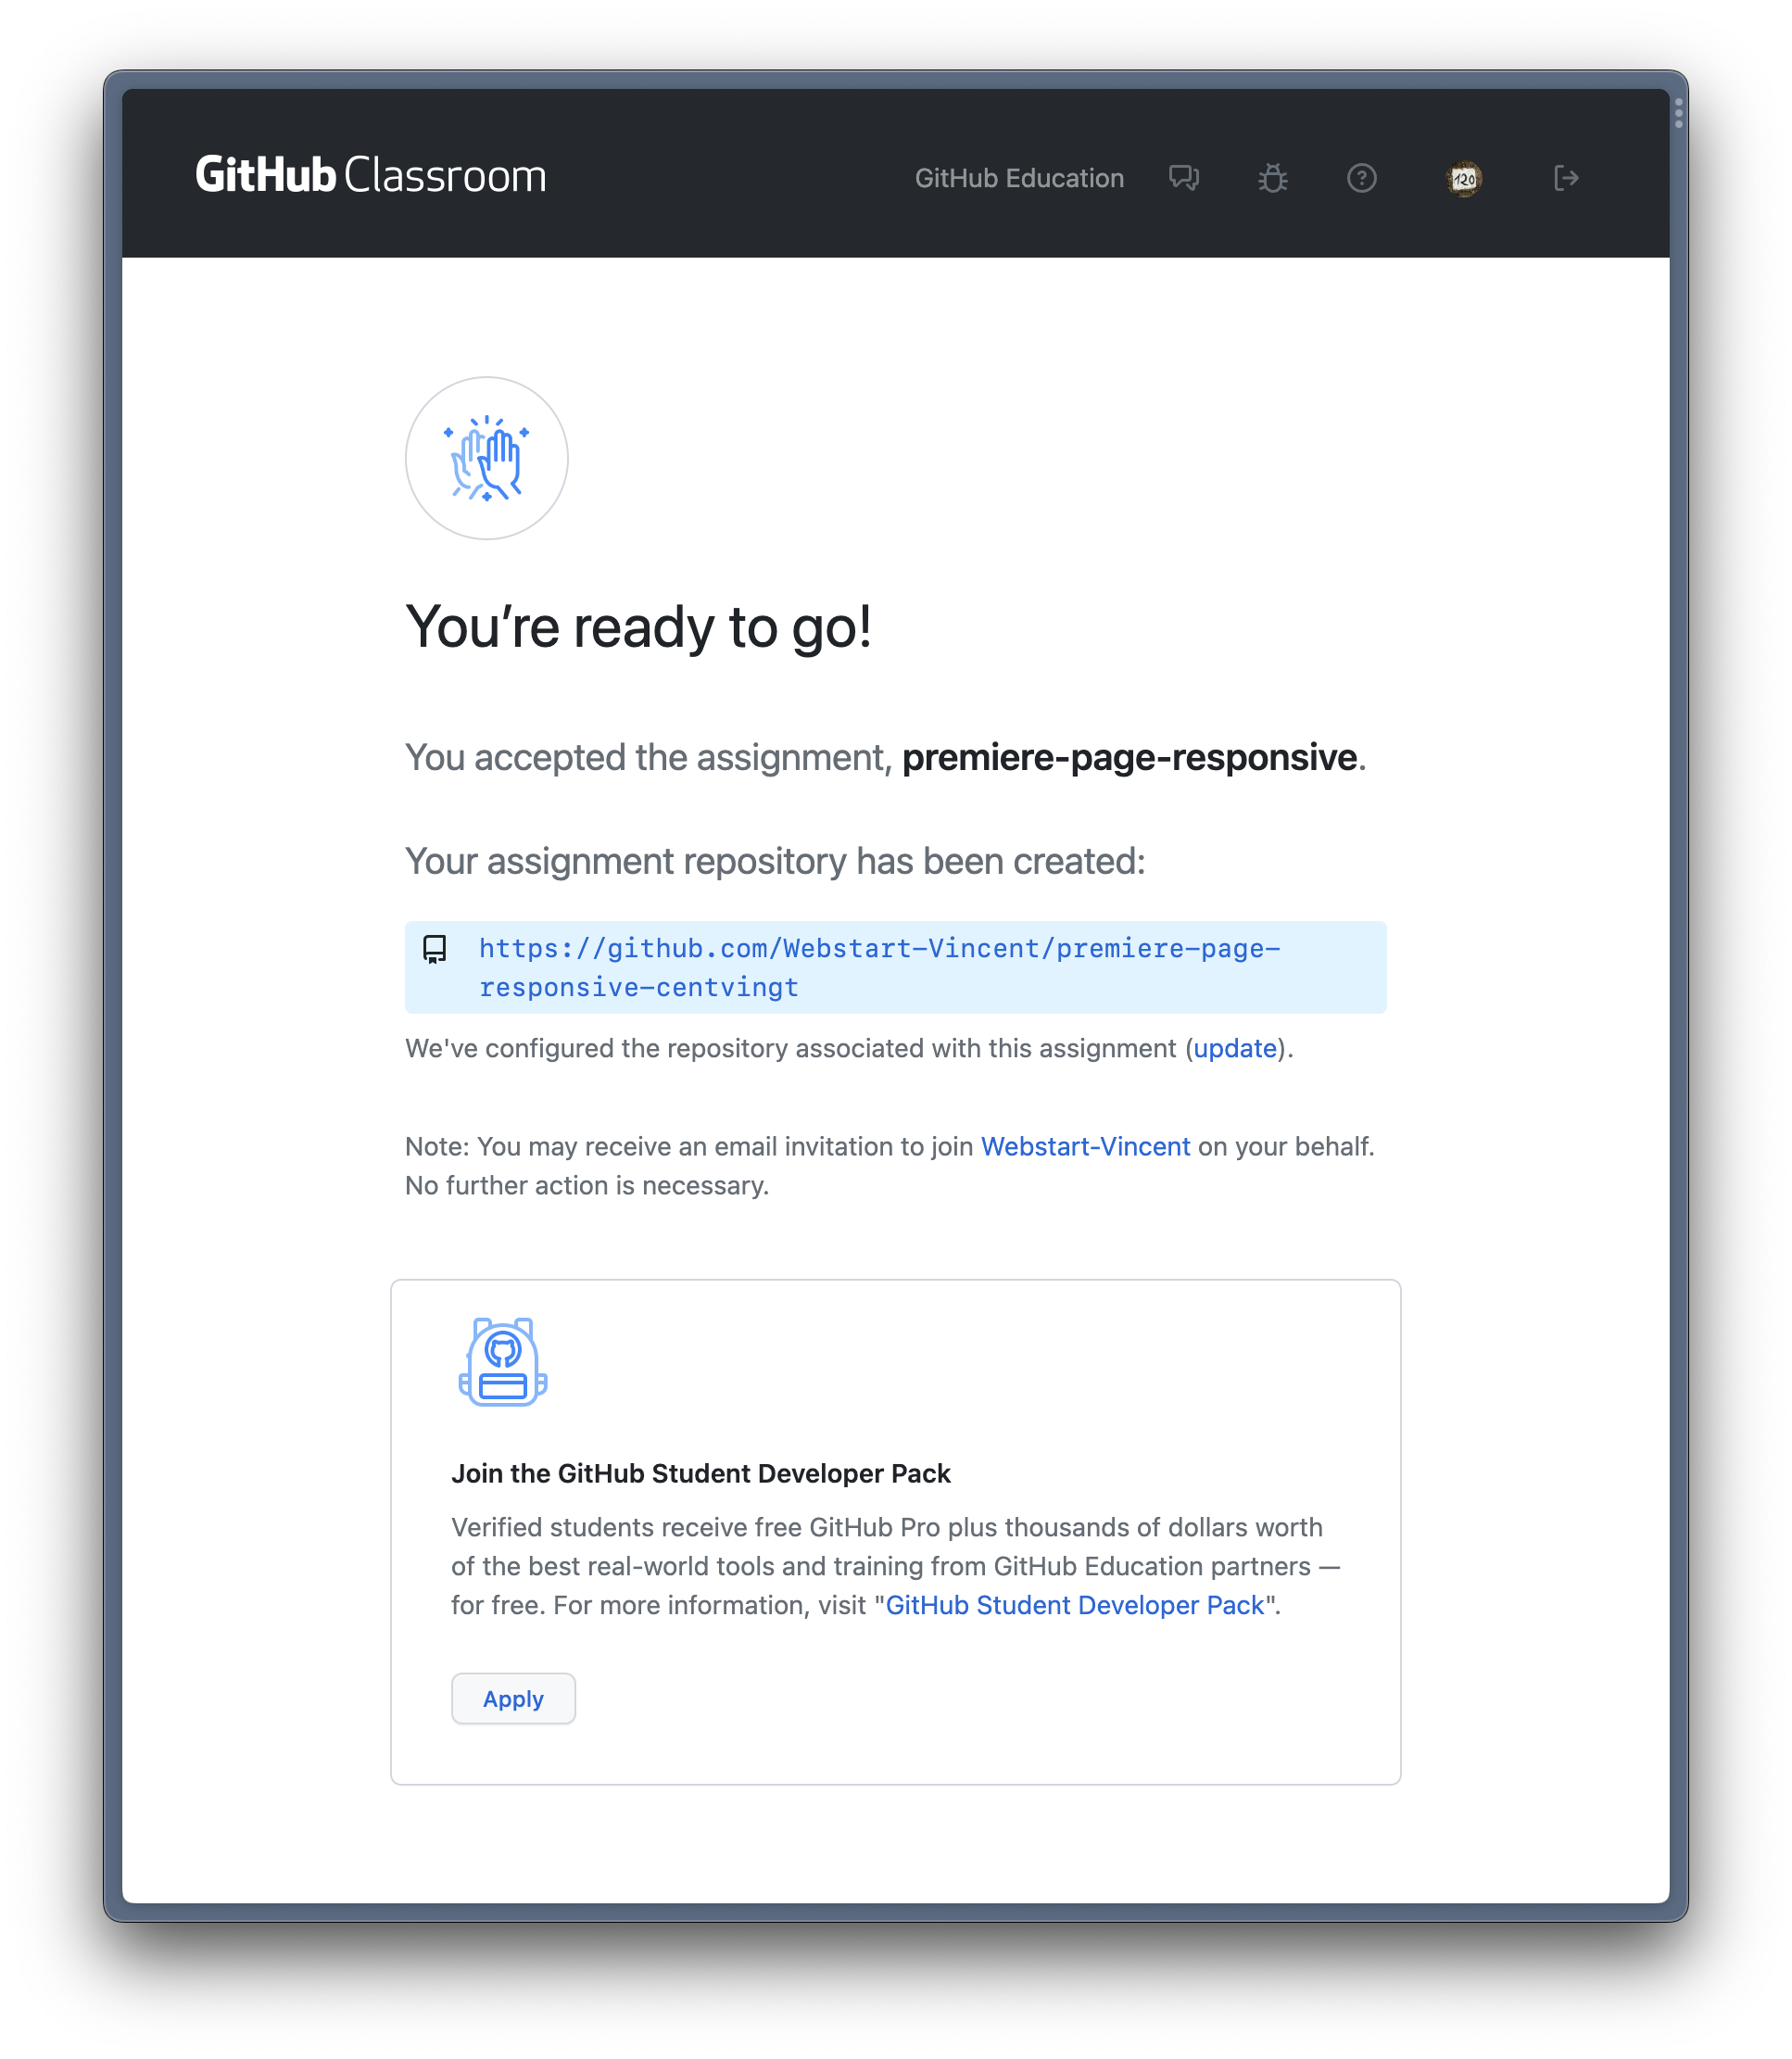 GitHub Classroom
GitHub Education
120
You’re ready to go!
You accepted the assignment, premiere-page-responsive.
Your assignment repository has been created:
https://github.com/Webstart-Vincent/premiere-page-
responsive-centvingt
We've configured the repository associated with this assignment (update).
Note: You may receive an email invitation to join Webstart-Vincent on your behalf.
No further action is necessary.
Join the GitHub Student Developer Pack
Verified students receive free GitHub Pro plus thousands of dollars worth
of the best real-world tools and training from GitHub Education partners —
for free. For more information, visit "GitHub Student Developer Pack".
Apply